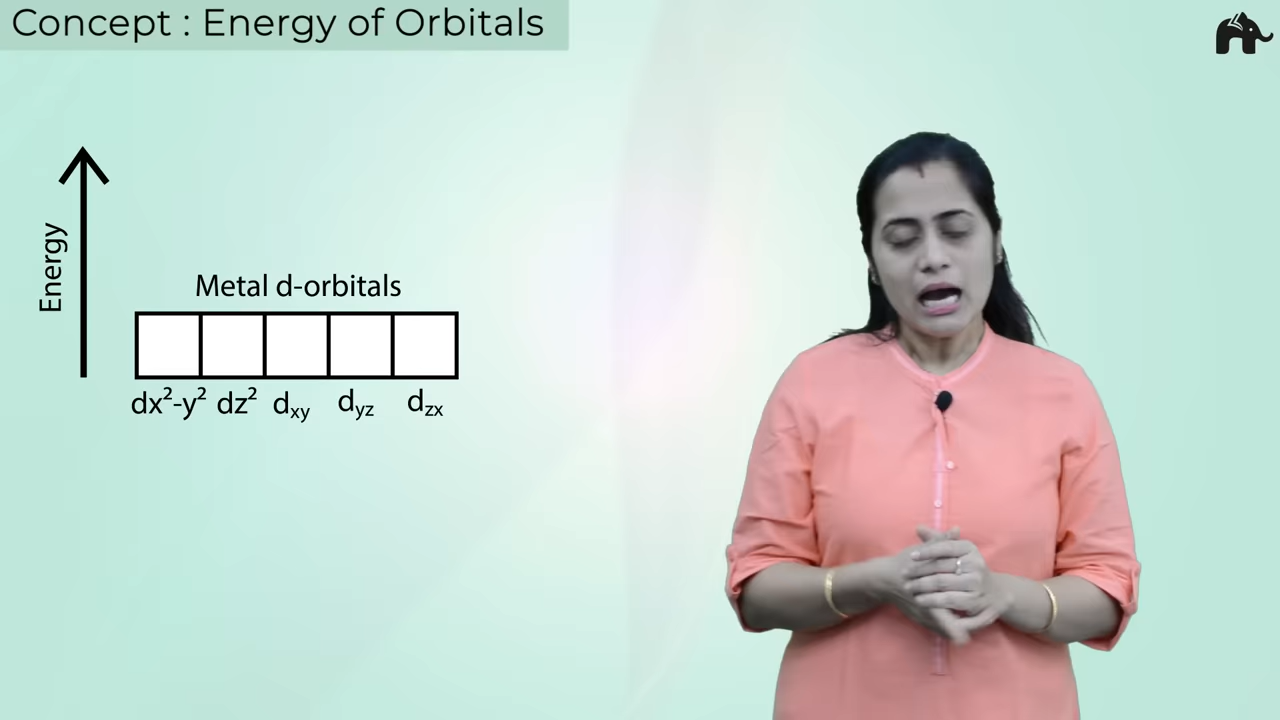 Concept : Energy of Orbitals
Energy
Metal d-orbitals
dx²-y² dz² dxy dyz dzx